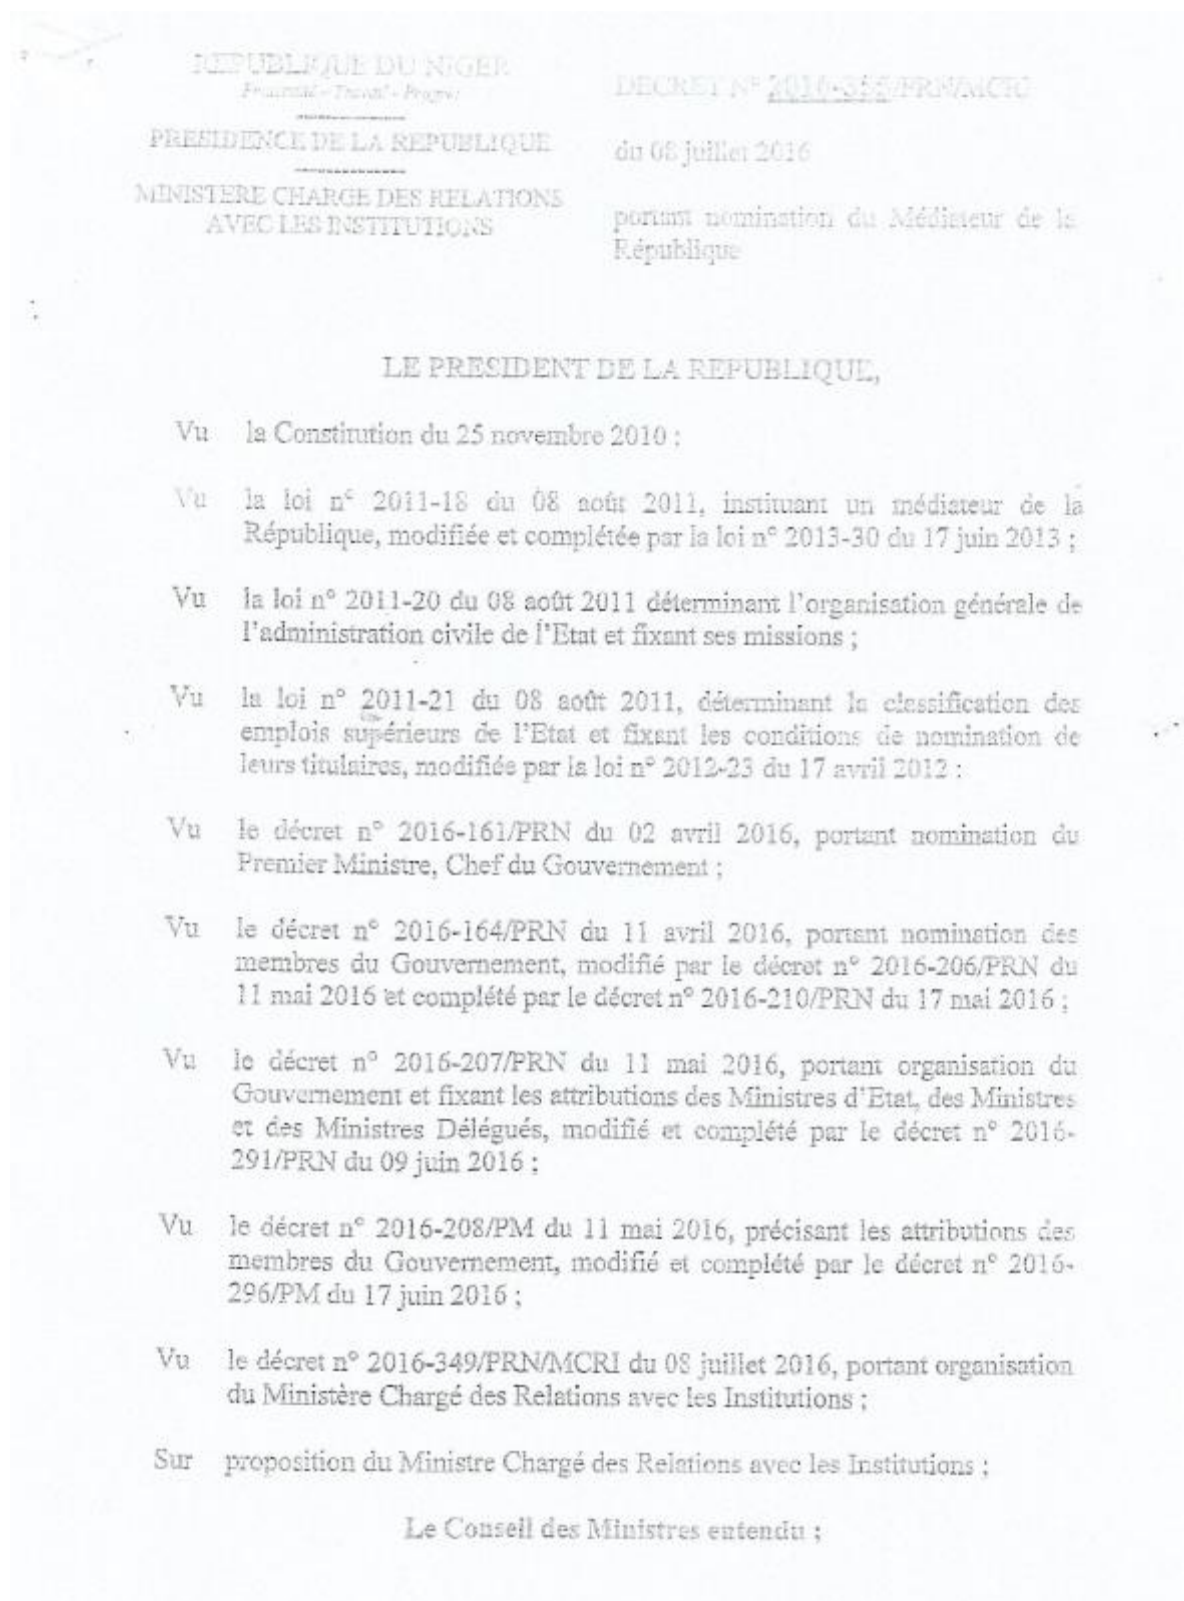 REPUBLIQUE DU NIGER
Fraternité - Travail - Progrès
PRESIDENCE DE LA REPUBLIQUE
MINISTERE CHARGE DES RELATIONS
AVEC LES INSTITUTIONS
DECRET N° 2016-355/PRN/MCRI
du 08 juillet 2016
portant nomination du Médiateur de la
République
LE PRESIDENT DE LA REPUBLIQUE,
Vu la Constitution du 25 novembre 2010 ;
Vu la loi n° 2011-18 du 08 août 2011, instituant un médiateur de la
République, modifiée et complétée par la loi n° 2013-30 du 17 juin 2013 ;
Vu la loi n° 2011-20 du 08 août 2011 déterminant l'organisation générale de
l'administration civile de l'Etat et fixant ses missions ;
Vu la loi n° 2011-21 du 08 août 2011, déterminant la classification des
emplois supérieurs de l'Etat et fixant les conditions de nomination de
leurs titulaires, modifiée par la loi n° 2012-23 du 17 avril 2012 ;
Vu le décret n° 2016-161/PRN du 02 avril 2016, portant nomination du
Premier Ministre, Chef du Gouvernement ;
Vu le décret n° 2016-164/PRN du 11 avril 2016, portant nomination des
membres du Gouvernement, modifié par le décret n° 2016-206/PRN du
11 mai 2016 et complété par le décret n° 2016-210/PRN du 17 mai 2016 ;
Vu le décret n° 2016-207/PRN du 11 mai 2016, portant organisation du
Gouvernement et fixant les attributions des Ministres d'Etat, des Ministres
et des Ministres Délégués, modifié et complété par le décret n° 2016-
291/PRN du 09 juin 2016 ;
Vu le décret n° 2016-208/PM du 11 mai 2016, précisant les attributions des
membres du Gouvernement, modifié et complété par le décret n° 2016-
296/PM du 17 juin 2016 ;
Vu le décret n° 2016-349/PRN/MCRI du 08 juillet 2016, portant organisation
du Ministère Chargé des Relations avec les Institutions ;
Sur proposition du Ministre Chargé des Relations avec les Institutions ;
Le Conseil des Ministres entendu ;